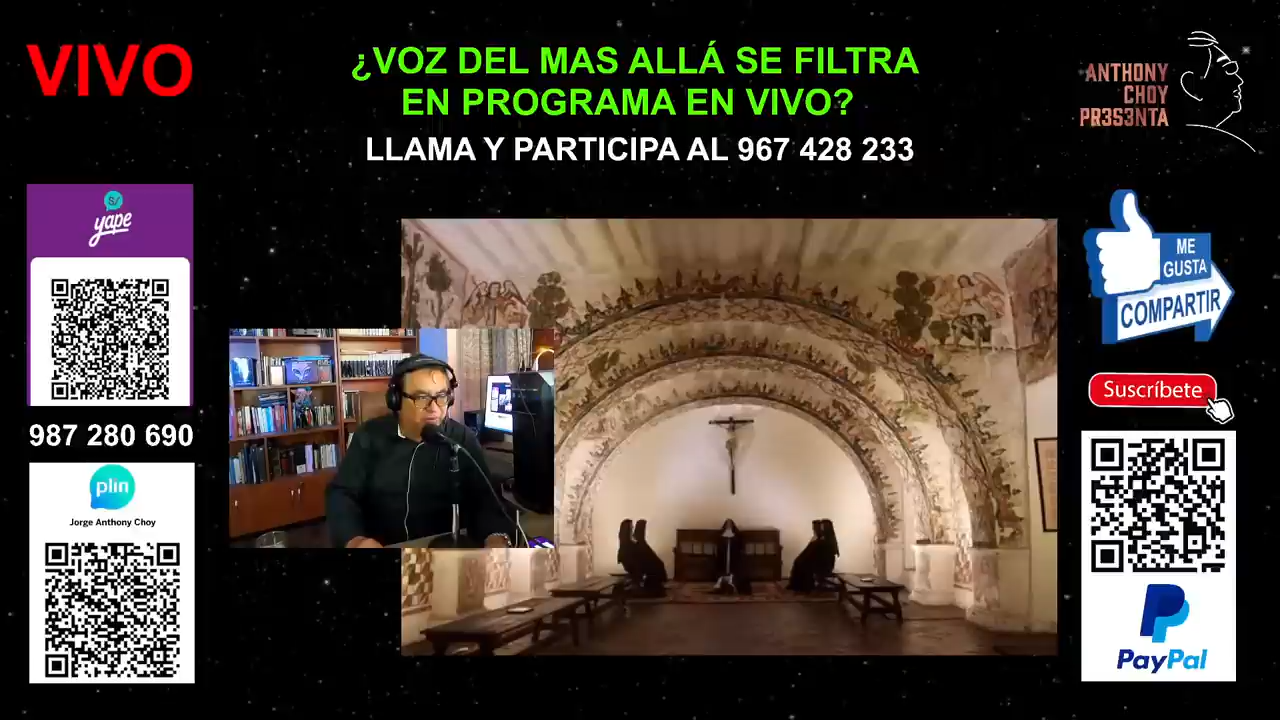 VIVO
¿VOZ DEL MAS ALLÁ SE FILTRA
EN PROGRAMA EN VIVO?
LLAMA Y PARTICIPA AL 967 428 233
ANTHONY
CHOY
PR3S3NTA
S/
yape
987 280 690
plin
Jorge Anthony Choy
ME
GUSTA
COMPARTIR
Suscríbete
PayPal